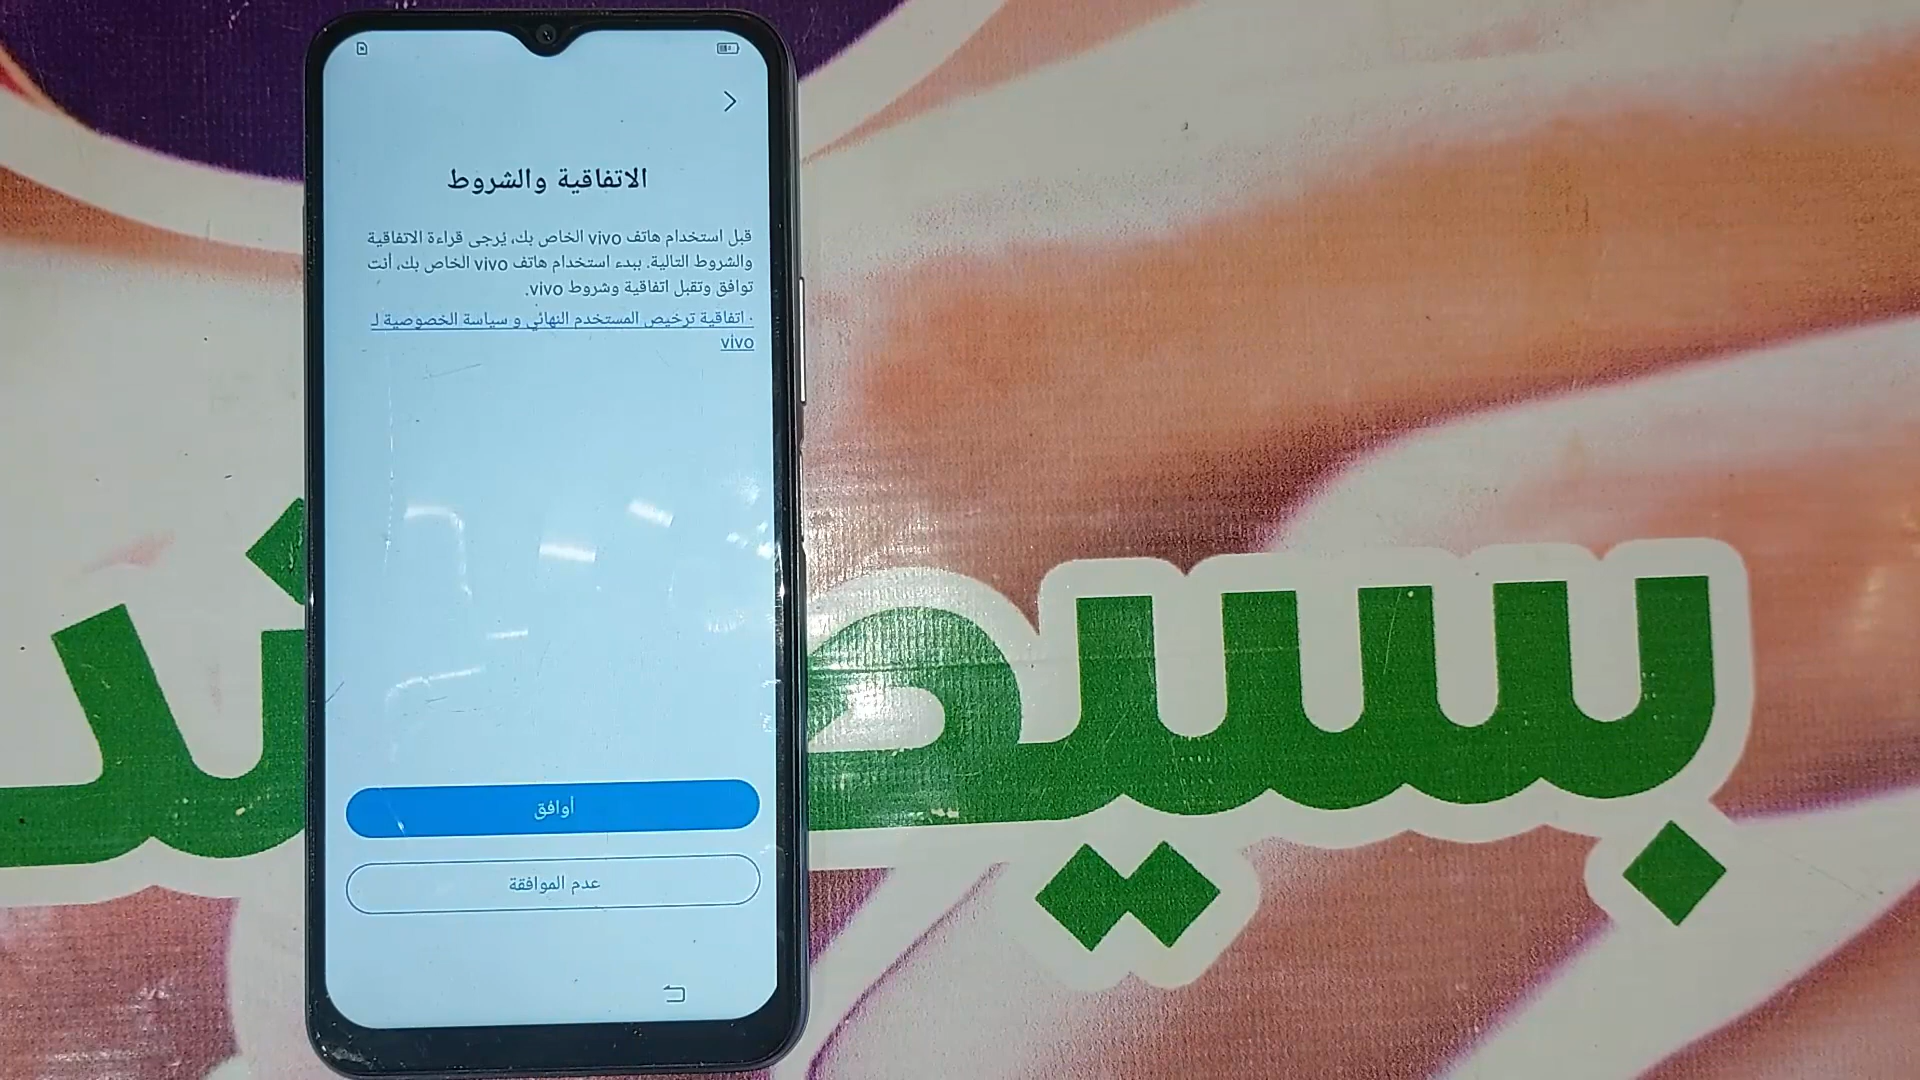 الاتفاقية والشروط
قبل استخدام هاتف vivo الخاص بك، يُرجى قراءة الاتفاقية
والشروط التالية. ببدء استخدام هاتف vivo الخاص بك، أنت
توافق وتقبل اتفاقية وشروط vivo.
· اتفاقية ترخيص المستخدم النهائي و سياسة الخصوصية لـ
vivo
أوافق
عدم الموافقة